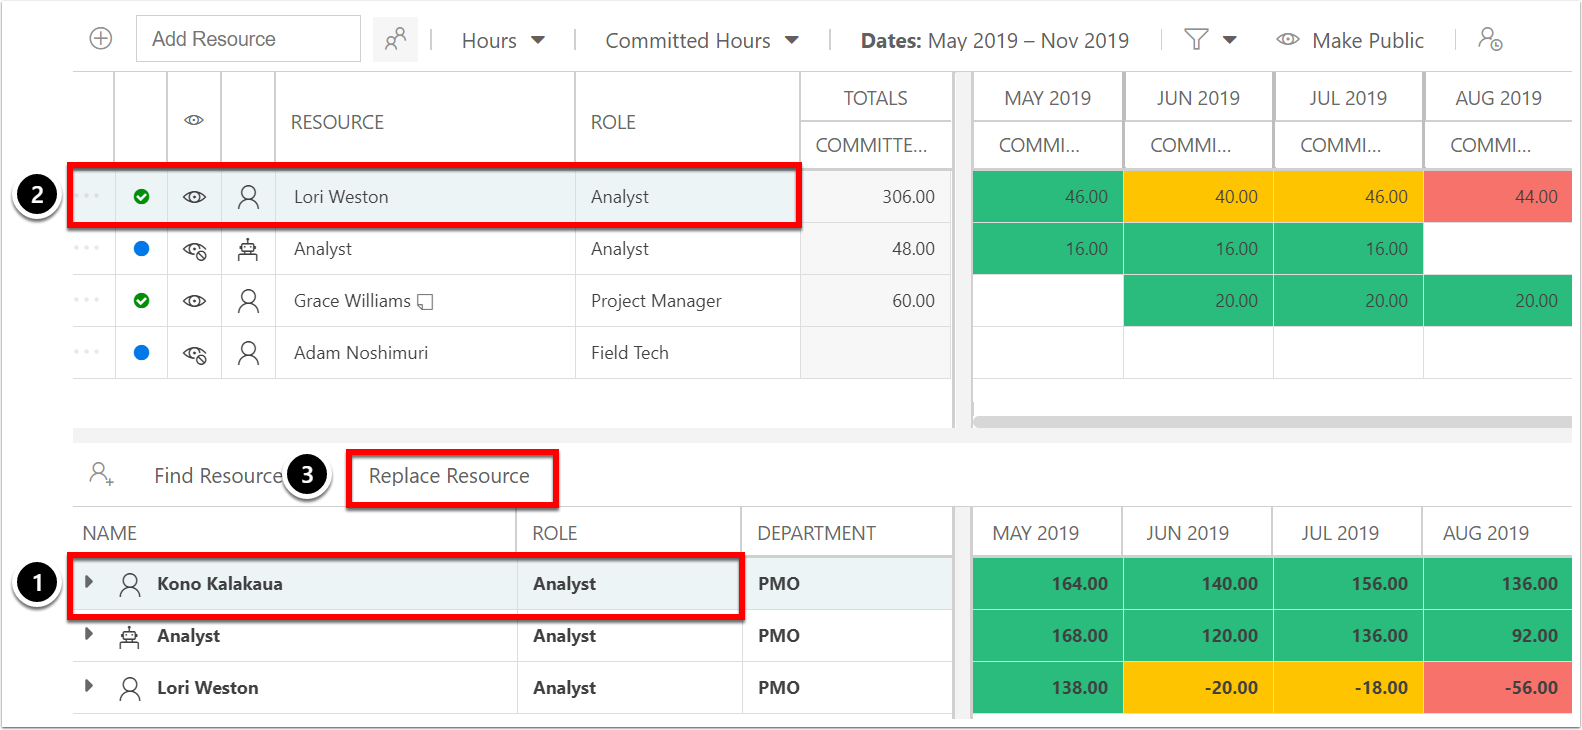 Add Resource Hours Committed Hours Dates: May 2019 – Nov 2019 Make Public
TOTALS MAY 2019 JUN 2019 JUL 2019 AUG 2019
RESOURCE ROLE
COMMITTE... COMMI... COMMI... COMMI... COMMI...
2 Lori Weston Analyst 306.00 46.00 40.00 46.00 44.00
Analyst Analyst 48.00 16.00 16.00 16.00
Grace Williams Project Manager 60.00 20.00 20.00 20.00
Adam Noshimuri Field Tech
Find Resource 3 Replace Resource
NAME ROLE DEPARTMENT MAY 2019 JUN 2019 JUL 2019 AUG 2019
1 Kono Kalakaua Analyst PMO 164.00 140.00 156.00 136.00
Analyst Analyst PMO 168.00 120.00 136.00 92.00
Lori Weston Analyst PMO 138.00 -20.00 -18.00 -56.00